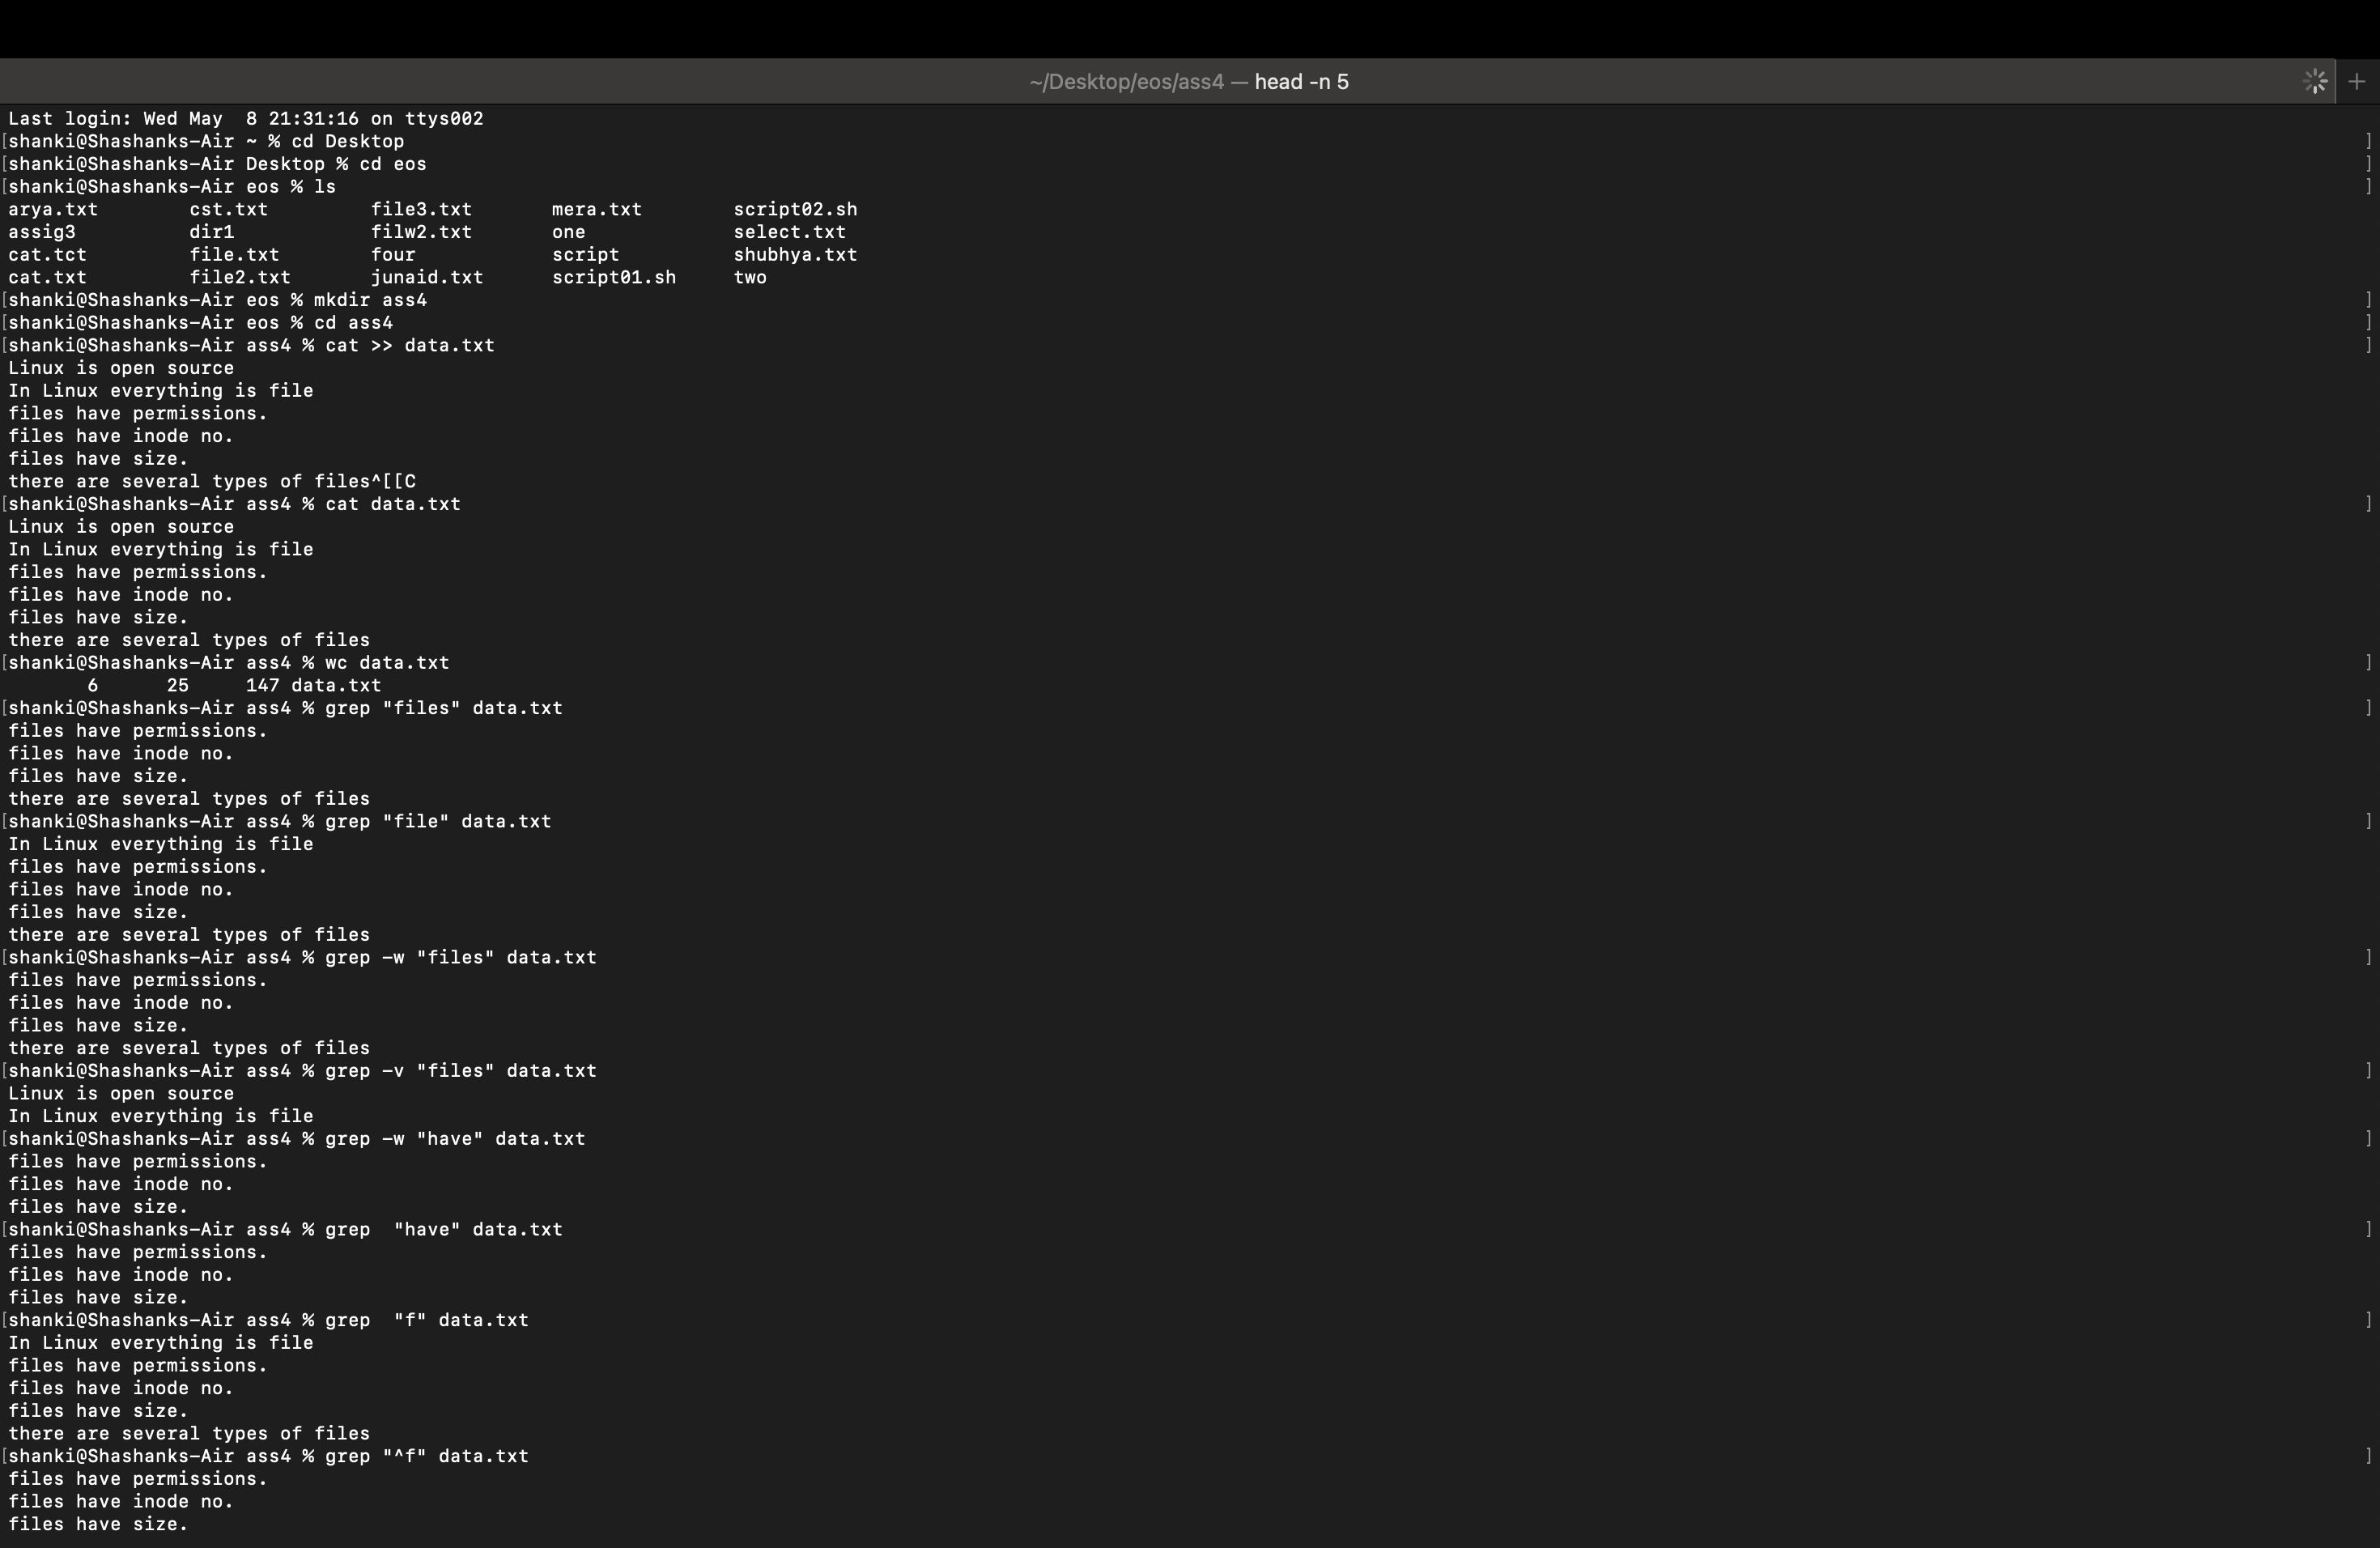 ~/Desktop/eos/ass4 — head -n 5
Last login: Wed May  8 21:31:16 on ttys002
[shanki@Shashanks-Air ~ % cd Desktop ]
[shanki@Shashanks-Air Desktop % cd eos ]
[shanki@Shashanks-Air eos % ls ]
arya.txt        cst.txt         file3.txt       mera.txt        script02.sh
assig3          dir1            filw2.txt       one             select.txt
cat.tct         file.txt        four            script          shubhya.txt
cat.txt         file2.txt       junaid.txt      script01.sh     two
[shanki@Shashanks-Air eos % mkdir ass4 ]
[shanki@Shashanks-Air eos % cd ass4 ]
[shanki@Shashanks-Air ass4 % cat >> data.txt ]
Linux is open source
In Linux everything is file
files have permissions.
files have inode no.
files have size.
there are several types of files^[[C
[shanki@Shashanks-Air ass4 % cat data.txt ]
Linux is open source
In Linux everything is file
files have permissions.
files have inode no.
files have size.
there are several types of files
[shanki@Shashanks-Air ass4 % wc data.txt ]
       6      25     147 data.txt
[shanki@Shashanks-Air ass4 % grep "files" data.txt ]
files have permissions.
files have inode no.
files have size.
there are several types of files
[shanki@Shashanks-Air ass4 % grep "file" data.txt ]
In Linux everything is file
files have permissions.
files have inode no.
files have size.
there are several types of files
[shanki@Shashanks-Air ass4 % grep -w "files" data.txt ]
files have permissions.
files have inode no.
files have size.
there are several types of files
[shanki@Shashanks-Air ass4 % grep -v "files" data.txt ]
Linux is open source
In Linux everything is file
[shanki@Shashanks-Air ass4 % grep -w "have" data.txt ]
files have permissions.
files have inode no.
files have size.
[shanki@Shashanks-Air ass4 % grep  "have" data.txt ]
files have permissions.
files have inode no.
files have size.
[shanki@Shashanks-Air ass4 % grep  "f" data.txt ]
In Linux everything is file
files have permissions.
files have inode no.
files have size.
there are several types of files
[shanki@Shashanks-Air ass4 % grep "^f" data.txt ]
files have permissions.
files have inode no.
files have size.